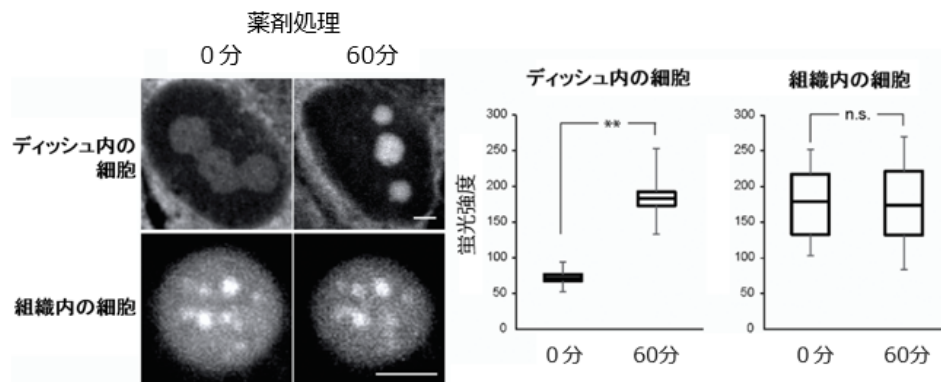 薬剤処理
0分 60分
ディッシュ内の
細胞
組織内の細胞
ディッシュ内の細胞
蛍光強度
300
250
200
150
100
50
0
**
0分 60分
組織内の細胞
300
250
200
150
100
50
0
n.s.
0分 60分